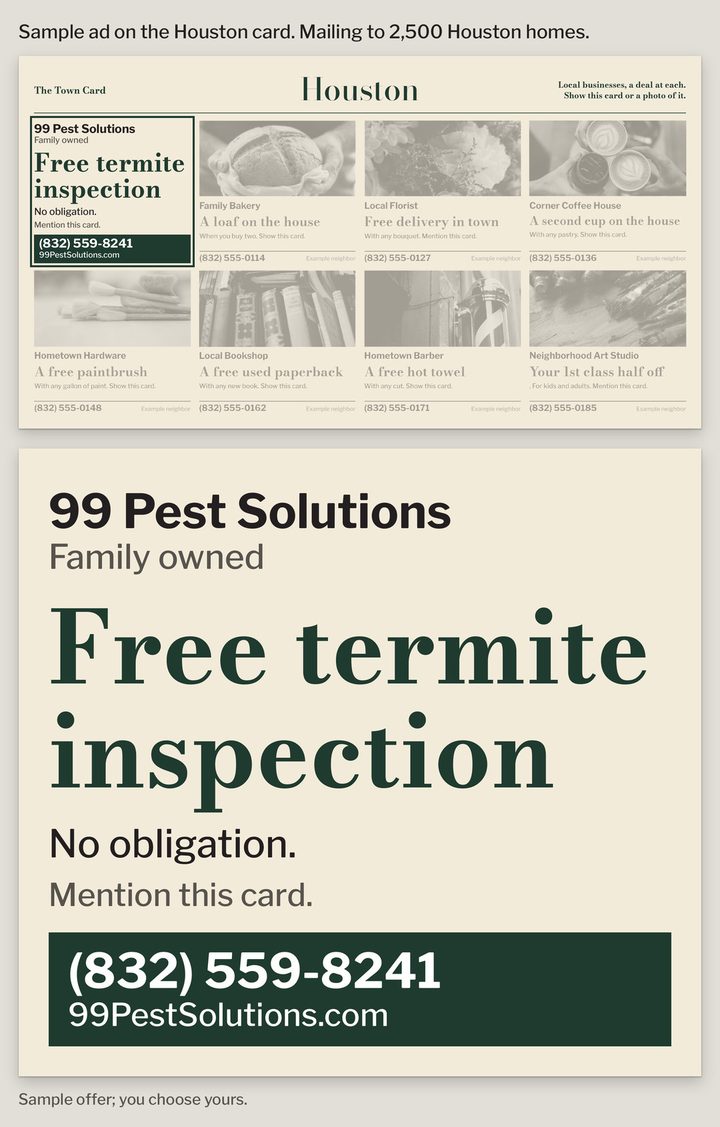 Sample ad on the Houston card. Mailing to 2,500 Houston homes.
The Town Card
Houston
Local businesses, a deal at each.
Show this card or a photo of it.
99 Pest Solutions
Family owned
Free termite
inspection
No obligation.
Mention this card.
(832) 559-8241
99PestSolutions.com
Family Bakery
A loaf on the house
When you buy two. Show this card.
(832) 555-0114
Example neighbor
Local Florist
Free delivery in town
With any bouquet. Mention this card.
(832) 555-0127
Example neighbor
Corner Coffee House
A second cup on the house
With any pastry. Show this card.
(832) 555-0136
Example neighbor
Hometown Hardware
A free paintbrush
With any gallon of paint. Show this card.
(832) 555-0148
Example neighbor
Local Bookshop
A free used paperback
With any new book. Show this card.
(832) 555-0162
Example neighbor
Hometown Barber
A free hot towel
With any cut. Show this card.
(832) 555-0171
Example neighbor
Neighborhood Art Studio
Your 1st class half off
For kids and adults. Mention this card.
(832) 555-0185
Example neighbor
99 Pest Solutions
Family owned
Free termite
inspection
No obligation.
Mention this card.
(832) 559-8241
99PestSolutions.com
Sample offer; you choose yours.